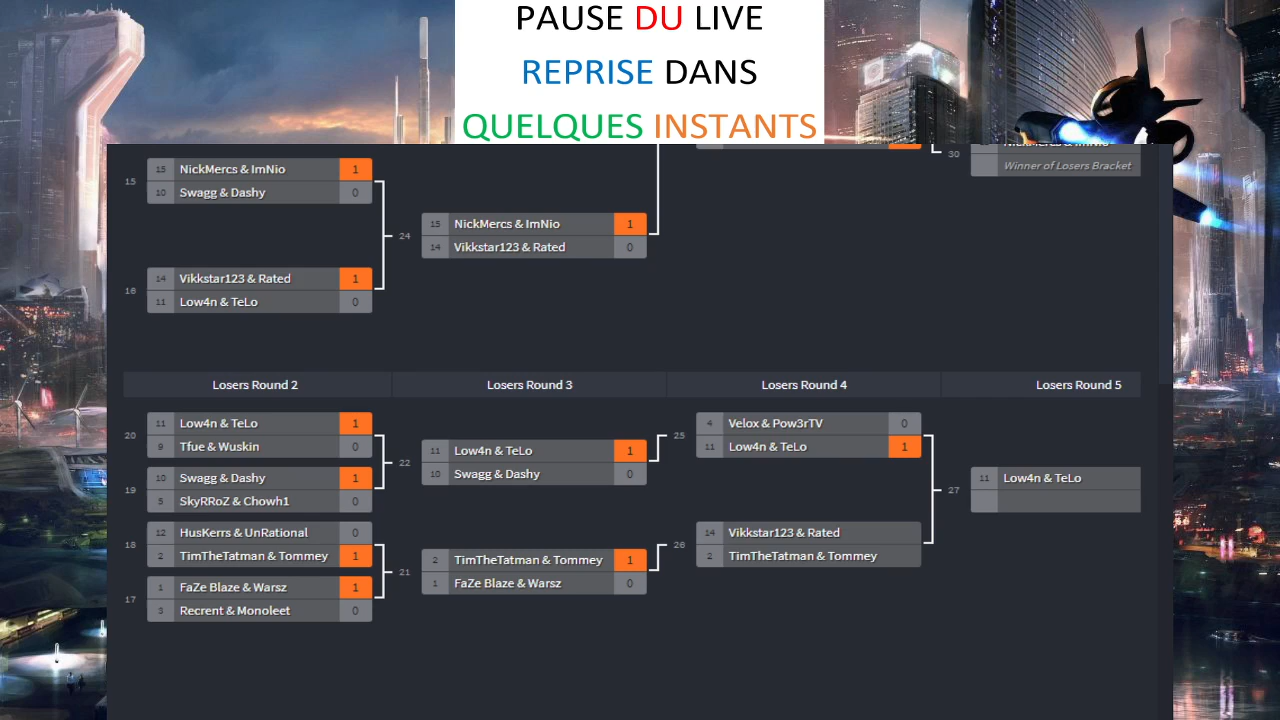 PAUSE DU LIVE
REPRISE DANS
QUELQUES INSTANTS
30
Winner of Losers Bracket
15
15 NickMercs & ImNio 1
10 Swagg & Dashy 0
24
15 NickMercs & ImNio 1
14 Vikkstar123 & Rated 0
16
14 Vikkstar123 & Rated 1
11 Low4n & TeLo 0
Losers Round 2
Losers Round 3
Losers Round 4
Losers Round 5
20
11 Low4n & TeLo 1
9 Tfue & Wuskin 0
19
10 Swagg & Dashy 1
5 SkyRRoZ & Chowh1 0
18
12 HusKerrs & UnRational 0
2 TimTheTatman & Tommey 1
17
1 FaZe Blaze & Warsz 1
3 Recrent & Monoleet 0
22
11 Low4n & TeLo 1
10 Swagg & Dashy 0
21
2 TimTheTatman & Tommey 1
1 FaZe Blaze & Warsz 0
25
4 Velox & Pow3rTV 0
11 Low4n & TeLo 1
26
14 Vikkstar123 & Rated
2 TimTheTatman & Tommey
27
11 Low4n & TeLo